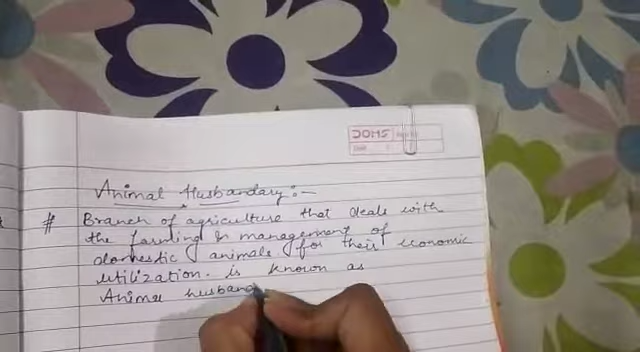 DOMS
Animal Husbandary :-
# Branch of agriculture that deals with
the farming & management of
domestic animals for their economic
utilization. is known as
Animal husband